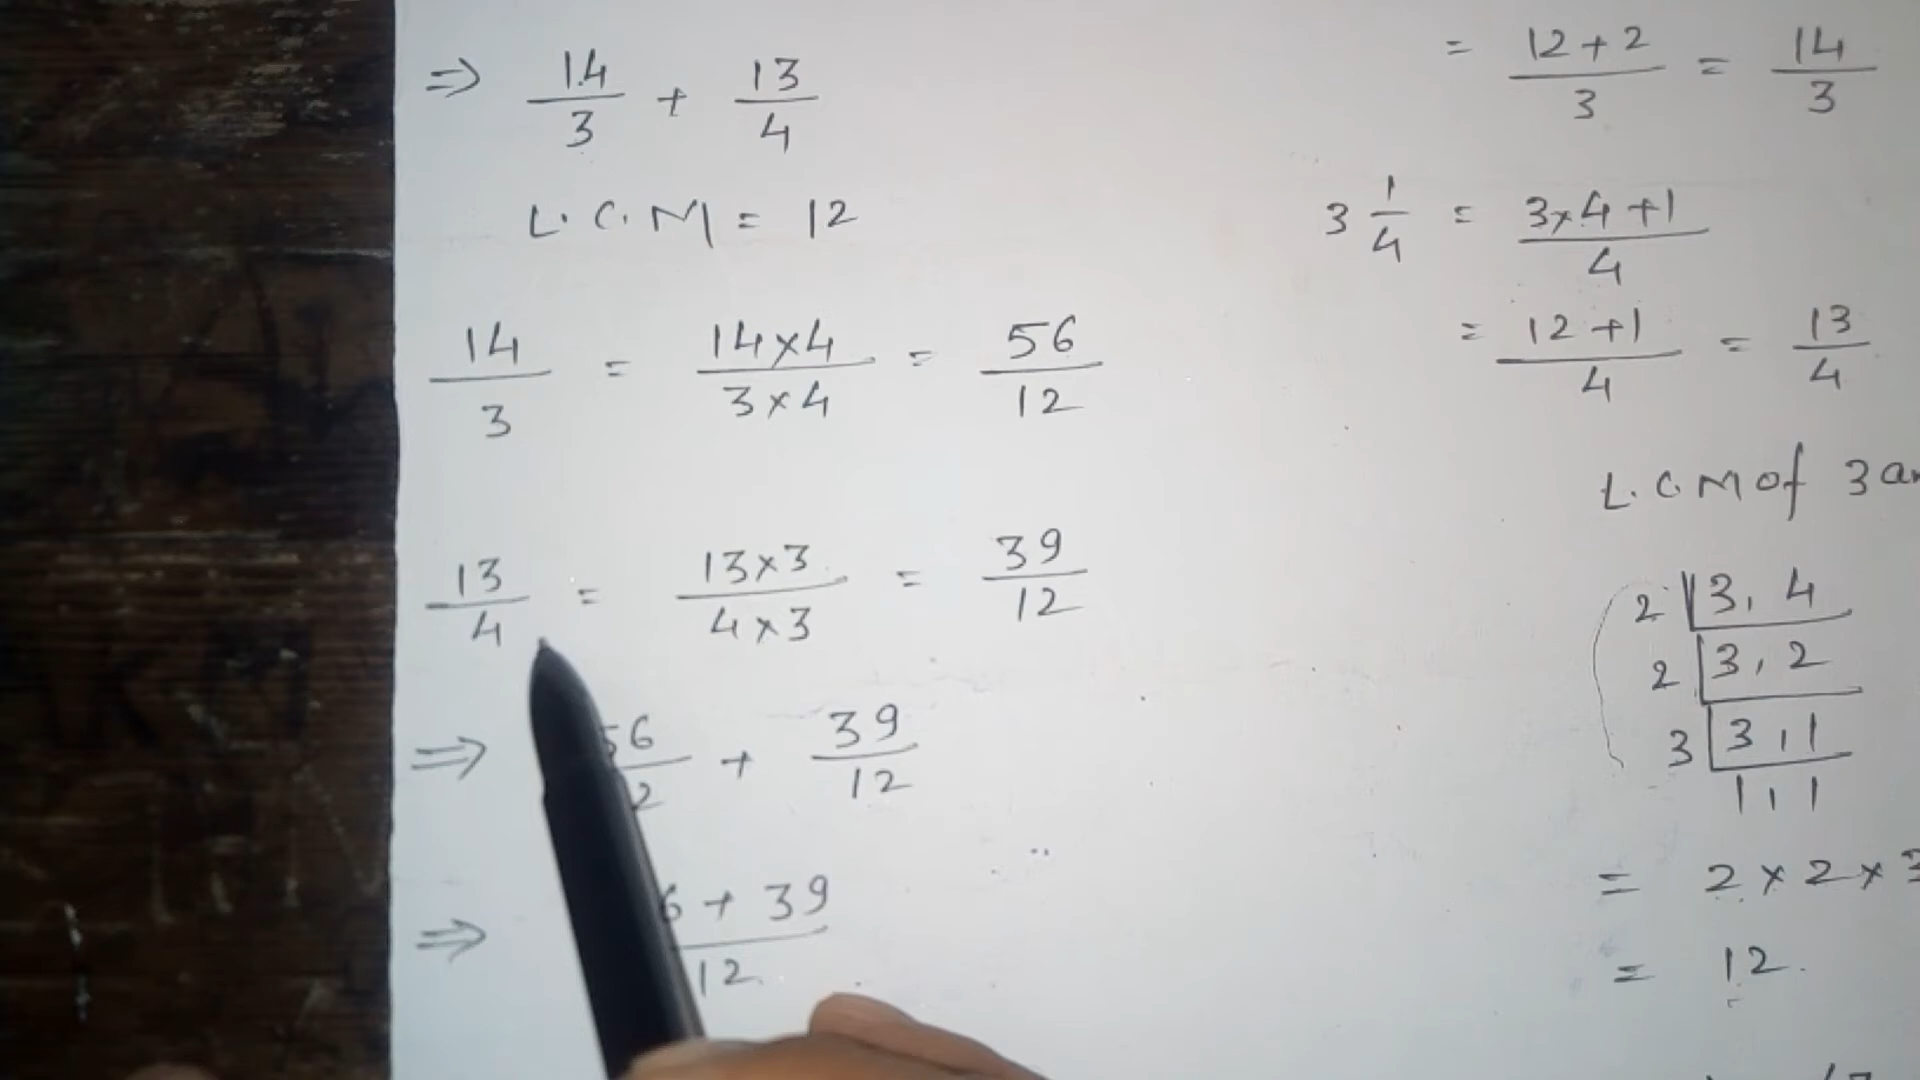 ⇒ 14/3 + 13/4
L.C.M = 12
14/3 = 14×4/3×4 = 56/12
13/4 = 13×3/4×3 = 39/12
⇒ 56/12 + 39/12
⇒ 6 + 39/12
= 12+2/3 = 14/3
3 1/4 = 3×4+1/4
= 12+1/4 = 13/4
L.C.M of 3
2 | 3, 4
2 | 3, 2
3 | 3, 1
1, 1
= 2×2×3
= 12.